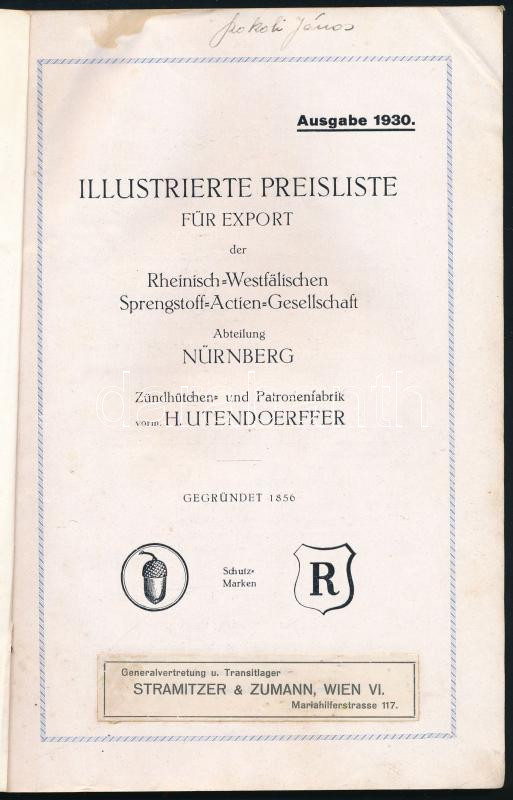 János
Ausgabe 1930.
ILLUSTRIERTE PREISLISTE
FÜR EXPORT
der
Rheinisch=Westfälischen
Sprengstoff=Actien=Gesellschaft
Abteilung
NÜRNBERG
Zündhütchen= und Patronenfabrik
vorm. H. UTENDOERFFER
GEGRÜNDET 1856
Schutz=
Marken
R
Generalvertretung u. Transitlager
STRAMITZER & ZUMANN, WIEN VI.
Mariahilferstrasse 117.